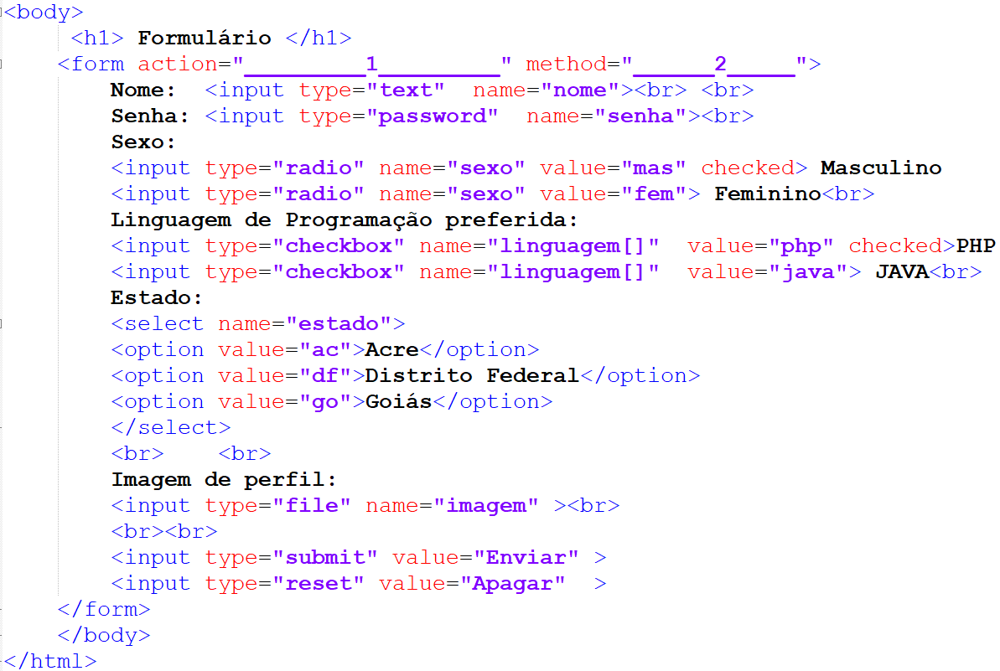 <body>
<h1> Formulário </h1>
<form action="_________1_________" method="______2_____">
Nome:  <input type="text"  name="nome"><br> <br>
Senha: <input type="password"  name="senha"><br>
Sexo:
<input type="radio" name="sexo" value="mas" checked> Masculino
<input type="radio" name="sexo" value="fem"> Feminino<br>
Linguagem de Programação preferida:
<input type="checkbox" name="linguagem[]"  value="php" checked>PHP
<input type="checkbox" name="linguagem[]"  value="java"> JAVA<br>
Estado:
<select name="estado">
<option value="ac">Acre</option>
<option value="df">Distrito Federal</option>
<option value="go">Goiás</option>
</select>
<br>    <br>
Imagem de perfil:
<input type="file" name="imagem" ><br>
<br><br>
<input type="submit" value="Enviar" >
<input type="reset" value="Apagar"  >
</form>
</body>
</html>